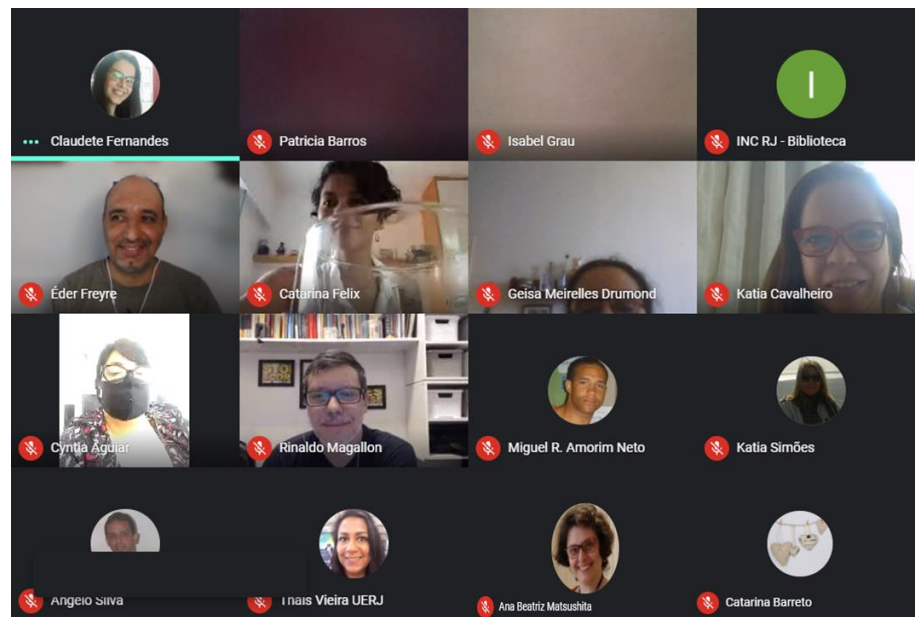 Claudete Fernandes
Patricia Barros
Isabel Grau
I
INC RJ - Biblioteca
Éder Freyre
Catarina Felix
Geisa Meirelles Drumond
Katia Cavalheiro
Cyntia Aguiar
Rinaldo Magallon
Miguel R. Amorim Neto
Katia Simões
Angelo Silva
Thais Vieira UERJ
Ana Beatriz Matsushita
Catarina Barreto